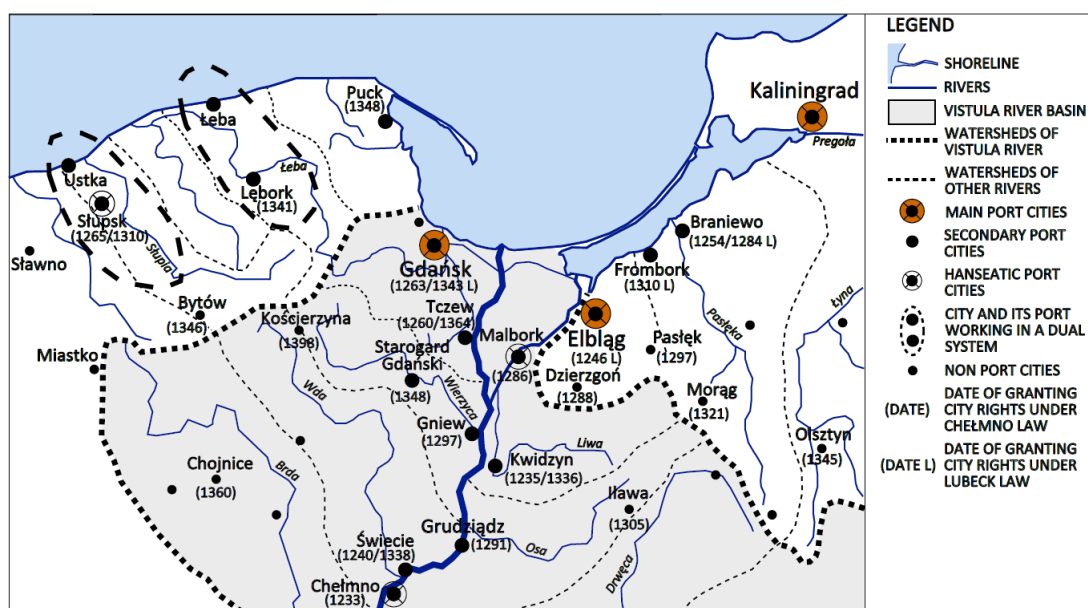 Puck
(1348)
Łeba
Kaliningrad
Pregoła
Ustka
Łeba
Lębork
(1341)
Słupsk
(1265/1310)
Słupia
Sławno
Braniewo
(1254/1284 L)
Gdańsk
(1263/1343 L)
Frombork
(1310 L)
Bytów
(1346)
Kościerzyna
(1398)
Tczew
(1260/1364)
Malbork
(1286)
Elbląg
(1246 L)
Pasłęka
Łyna
Pasłęk
(1297)
Miastko
Starogard
Gdański
(1348)
Dzierzgoń
(1288)
Morąg
(1321)
Wda
Wierzyca
Gniew
(1297)
Liwa
Kwidzyn
(1235/1336)
Olsztyn
(1345)
Chojnice
(1360)
Brda
Iława
(1305)
Grudziądz
(1291)
Osa
Drwęca
Świecie
(1240/1338)
Chełmno
(1233)
LEGEND
SHORELINE
RIVERS
VISTULA RIVER BASIN
WATERSHEDS OF
VISTULA RIVER
WATERSHEDS OF
OTHER RIVERS
MAIN PORT CITIES
SECONDARY PORT
CITIES
HANSEATIC PORT
CITIES
CITY AND ITS PORT
WORKING IN A DUAL
SYSTEM
NON PORT CITIES
(DATE) DATE OF GRANTING
CITY RIGHTS UNDER
CHEŁMNO LAW
(DATE L) DATE OF GRANTING
CITY RIGHTS UNDER
LUBECK LAW